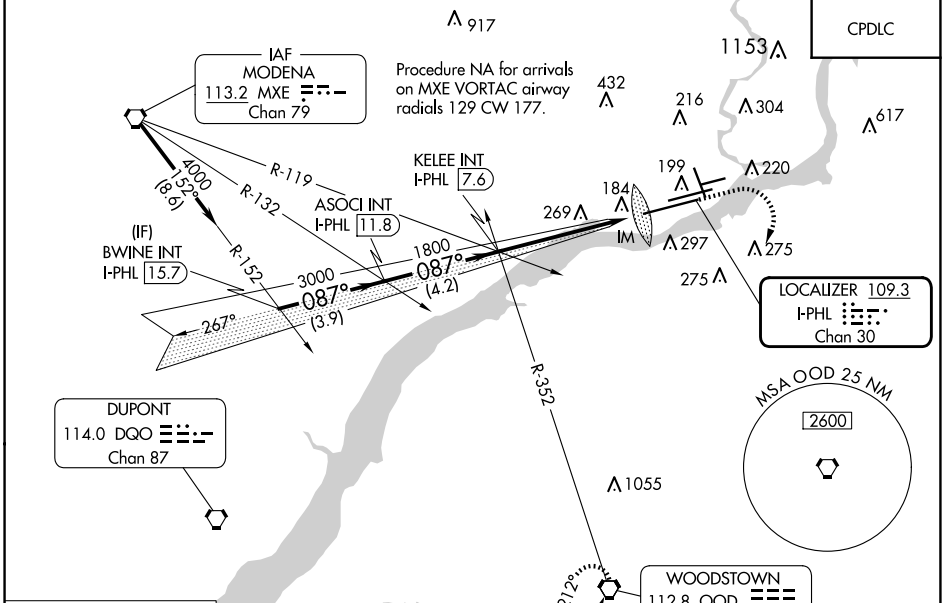 917
CPDLC
1153
IAF
MODENA
113.2 MXE
Chan 79
Procedure NA for arrivals
on MXE VORTAC airway
radials 129 CW 177.
432
216
304
617
KELEE INT
I-PHL 7.6
R-119
4000
152°
(8.6)
R-132
199
220
184
ASOCI INT
I-PHL 11.8
269
IM
297
275
275
(IF)
BWINE INT
I-PHL 15.7
R-152
1800
087°
(4.2)
3000
087°
(3.9)
267°
LOCALIZER 109.3
I-PHL
Chan 30
R-352
MSA OOD 25 NM
2600
DUPONT
114.0 DQO
Chan 87
1055
212°
WOODSTOWN
112.8 OOD